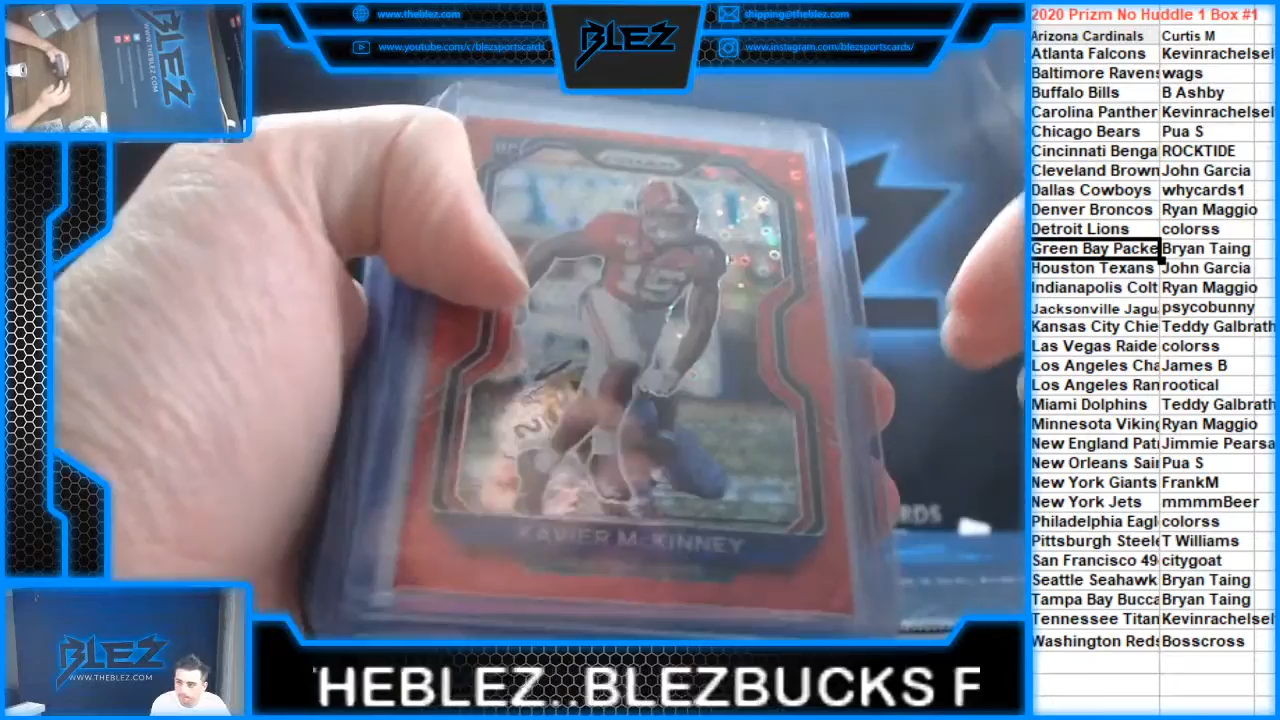 www.theblez.com
www.youtube.com/c/blezsportscards
BLEZ
shipping@theblez.com
www.instagram.com/blezsportscards/
BLEZ
WWW.THEBLEZ.COM
PRIZM
15
XAVIER McKINNEY
RDS
BLEZ
WWW.THEBLEZ.COM
THEBLEZ. BLEZBUCKS F
2020 Prizm No Huddle 1 Box #1
Arizona Cardinals Curtis M
Atlanta Falcons Kevinrachelsel
Baltimore Ravens wags
Buffalo Bills B Ashby
Carolina Panther Kevinrachelsel
Chicago Bears Pua S
Cincinnati Benga ROCKTIDE
Cleveland Brown John Garcia
Dallas Cowboys whycards1
Denver Broncos Ryan Maggio
Detroit Lions colorss
Green Bay Packe Bryan Taing
Houston Texans John Garcia
Indianapolis Colt Ryan Maggio
Jacksonville Jagu psycobunny
Kansas City Chie Teddy Galbrath
Las Vegas Raide colorss
Los Angeles Cha James B
Los Angeles Ran rootical
Miami Dolphins Teddy Galbrath
Minnesota Viking Ryan Maggio
New England Pat Jimmie Pearsa
New Orleans Sai Pua S
New York Giants FrankM
New York Jets mmmmBeer
Philadelphia Eagl colorss
Pittsburgh Steele T Williams
San Francisco 49 citygoat
Seattle Seahawk Bryan Taing
Tampa Bay Bucca Bryan Taing
Tennessee Titan Kevinrachelsel
Washington Reds Bosscross